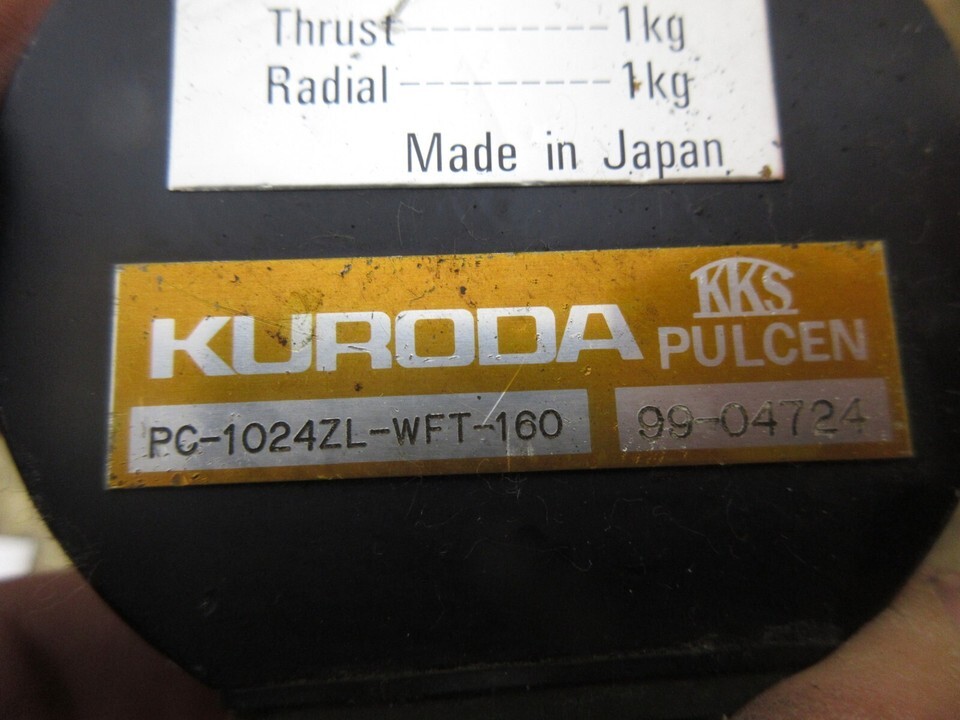 Thrust---------1kg
Radial---------1kg
Made in Japan
KURODA KKS
PULCEN
PC-1024ZL-WFT-160 99-04724